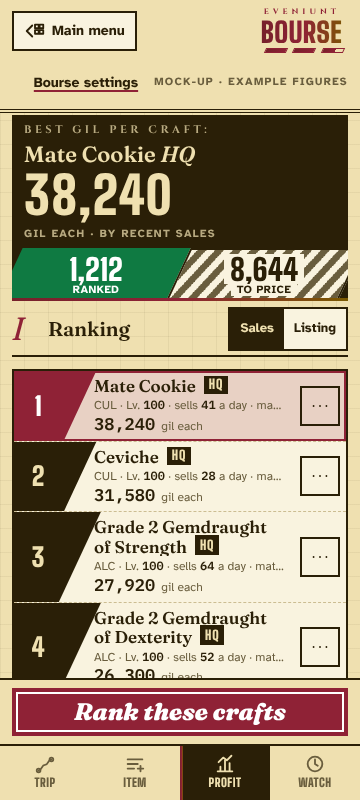 Main menu
EVENIUNT
BOURSE
Bourse settings
MOCK-UP · EXAMPLE FIGURES
BEST GIL PER CRAFT:
Mate Cookie HQ
38,240
GIL EACH · BY RECENT SALES
1,212
RANKED
8,644
TO PRICE
I
Ranking
Sales
Listing
1
Mate Cookie HQ
CUL · Lv. 100 · sells 41 a day · ma...
38,240 gil each
...
2
Ceviche HQ
CUL · Lv. 100 · sells 28 a day · ma...
31,580 gil each
...
3
Grade 2 Gemdraught
of Strength HQ
ALC · Lv. 100 · sells 64 a day · mat...
27,920 gil each
...
4
Grade 2 Gemdraught
of Dexterity HQ
ALC · Lv. 100 · sells 52 a day · mat...
26,300 gil each
...
Rank these crafts
TRIP
ITEM
PROFIT
WATCH